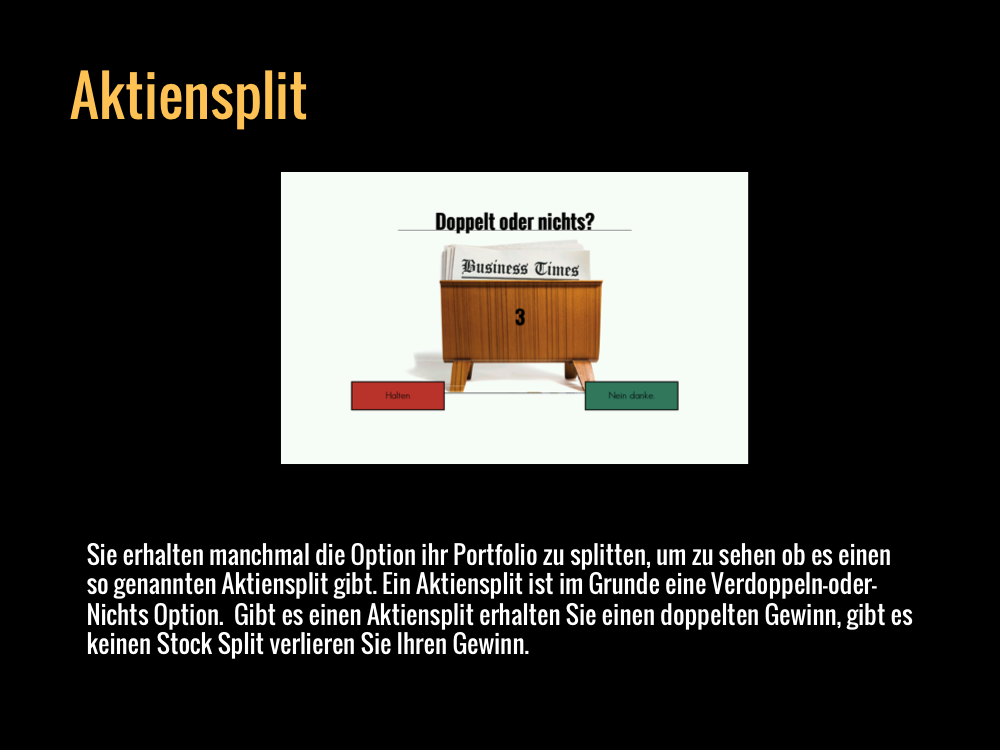 Aktiensplit
Doppelt oder nichts?
Business Times
3
Halten
Nein danke.
Sie erhalten manchmal die Option ihr Portfolio zu splitten, um zu sehen ob es einen
so genannten Aktiensplit gibt. Ein Aktiensplit ist im Grunde eine Verdoppeln-oder-
Nichts Option.  Gibt es einen Aktiensplit erhalten Sie einen doppelten Gewinn, gibt es
keinen Stock Split verlieren Sie Ihren Gewinn.